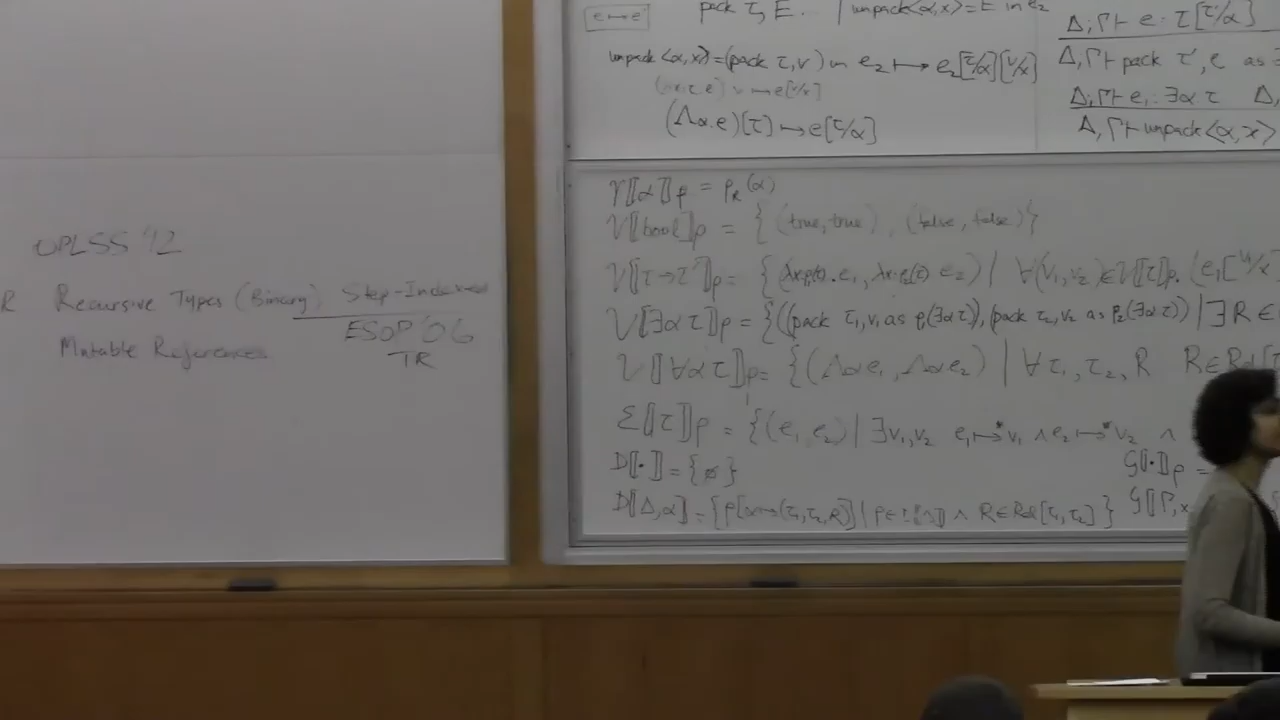 OPLSS '12
R Recursive Types (Binary) Step-Indexed
ESOP '06
Mutable References TR
e ↦ e
pack τ, E. | unpack<α,x> = E in e₂
unpack <α,x> = (pack τ,v) in e₂ ↦ e₂[τ/α][v/x]
v ↦ e[v/x]
(Λα.e)[τ] ↦ e[τ/α]
Δ;Γ ⊢ e : τ[τ'/α]
Δ,Γ ⊢ pack τ', e as
Δ;Γ ⊢ e₁ : ∃α.τ Δ,
Δ,Γ ⊢ unpack<α,x>
𝒱⟦α⟧ρ = ρ_R(α)
𝒱⟦bool⟧ρ = { (true,true), (false,false)}
𝒱⟦τ→τ'⟧ρ = { λx:ρ₁(τ).e₁, λx:ρ₂(τ) e₂) | ∀(v₁,v₂) ∈ 𝒱⟦τ⟧ρ. (e₁[v₁/x]
𝒱⟦∃α τ⟧ρ = {((pack τ₁,v₁ as ρ₁(∃α τ)), (pack τ₂,v₂ as ρ₂(∃α τ)) | ∃R ∈
𝒱⟦∀α τ⟧ρ = {(Λα e₁, Λα e₂) | ∀ τ₁, τ₂, R R ∈ Rel[τ
ℰ⟦τ⟧ρ = {(e₁ e₂) | ∃v₁,v₂ e₁ ↦* v₁ ∧ e₂ ↦* v₂ ∧
D⟦·⟧ = {∅}
D⟦Δ,α⟧ = {ρ[α↦(τ₁,τ₂,R)] | ρ ∈ D⟦Δ⟧ ∧ R ∈ Rel[τ₁,τ₂] }
G⟦·⟧ρ =
G⟦Γ, x